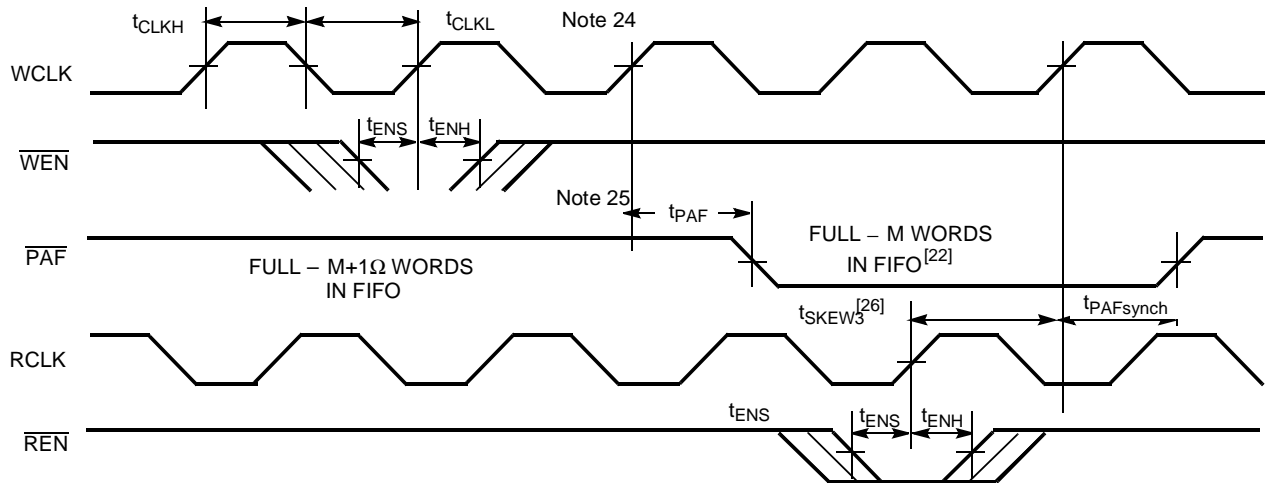 tCLKH
tCLKL
Note 24
WCLK
tENS
tENH
WEN
Note 25
tPAF
PAF
FULL – M WORDS
IN FIFO[22]
FULL – M+1Ω WORDS
IN FIFO
tSKEW3[26]
tPAFsynch
RCLK
tENS
tENS
tENH
REN